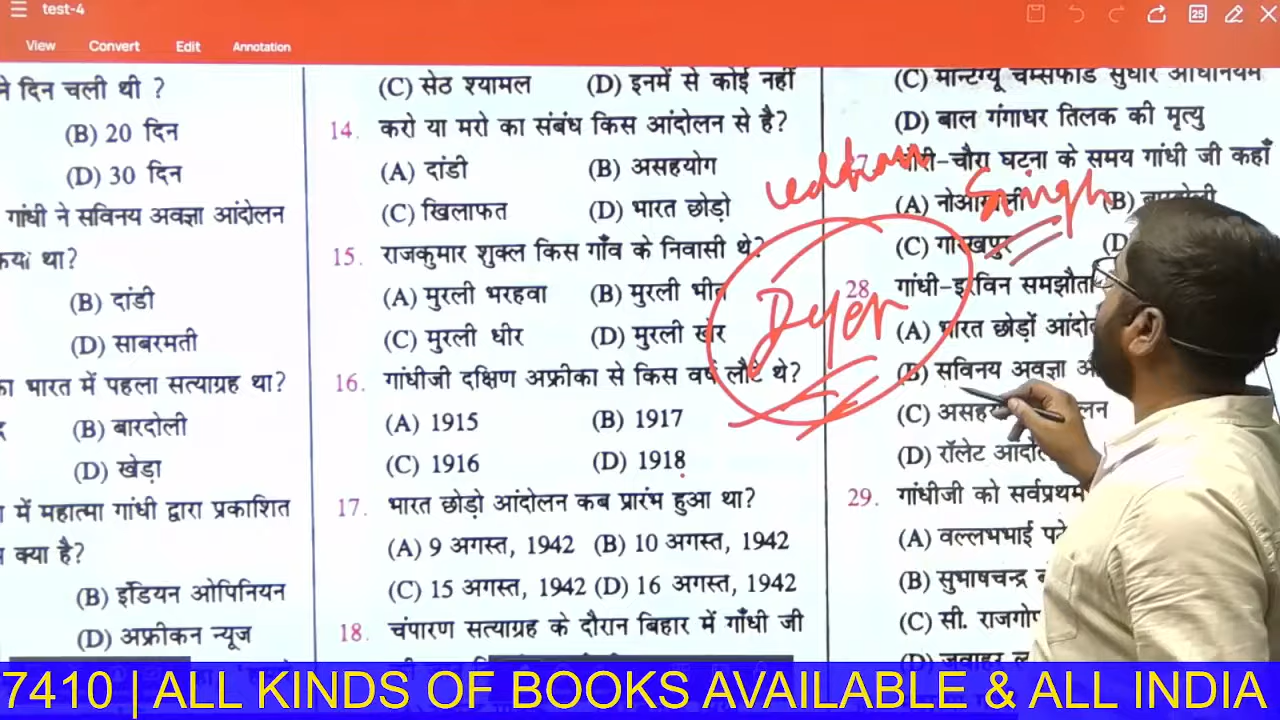 test-4
25
View Convert Edit Annotation
ने दिन चली थी ?
(B) 20 दिन
(D) 30 दिन
गांधी ने सविनय अवज्ञा आंदोलन
था?
(B) दांडी
(D) साबरमती
भारत में पहला सत्याग्रह था?
(B) बारदोली
(D) खेड़ा
में महात्मा गांधी द्वारा प्रकाशित
क्या है?
(B) इंडियन ओपिनियन
(D) अफ्रीकन न्यूज
(C) सेठ श्यामल (D) इनमें से कोई नहीं
14. करो या मरो का संबंध किस आंदोलन से है?
(A) दांडी (B) असहयोग
(C) खिलाफत (D) भारत छोड़ो
15. राजकुमार शुक्ल किस गाँव के निवासी थे?
(A) मुरली भरहवा (B) मुरली भीत
(C) मुरली धीर (D) मुरली खेर
16. गांधीजी दक्षिण अफ्रीका से किस वर्ष लौटे थे?
(A) 1915 (B) 1917
(C) 1916 (D) 1918
17. भारत छोड़ो आंदोलन कब प्रारंभ हुआ था?
(A) 9 अगस्त, 1942 (B) 10 अगस्त, 1942
(C) 15 अगस्त, 1942 (D) 16 अगस्त, 1942
18. चंपारण सत्याग्रह के दौरान बिहार में गाँधी जी
(C) मान्टेग्यू चेम्सफोर्ड सुधार अधिनियम
(D) बाल गंगाधर तिलक की मृत्यु
चौरी-चौरा घटना के समय गांधी जी कहाँ
(A) नोआखाली (B) बारदोली
(C) गोरखपुर (D)
Singh
Dyer
28. गांधी-इरविन समझौता
(A) भारत छोड़ों
(B) सविनय अवज्ञा
(C)
(D) रॉलेट
29. गांधीजी को सर्वप्रथम
(A) वल्लभभाई
(B) सुभाषचन्द्र
(C) सी.
(D)
7410 | ALL KINDS OF BOOKS AVAILABLE & ALL INDIA